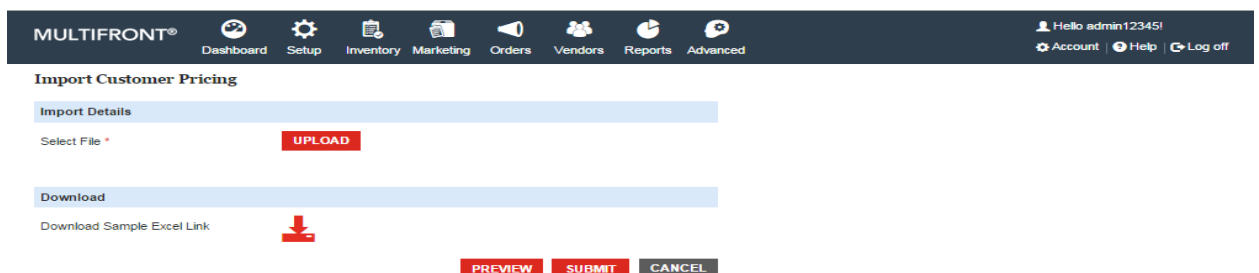 MULTIFRONT®
Dashboard Setup Inventory Marketing Orders Vendors Reports Advanced
Hello admin12345!
Account | Help | Log off
Import Customer Pricing
Import Details
Select File * UPLOAD
Download
Download Sample Excel Link
PREVIEW SUBMIT CANCEL